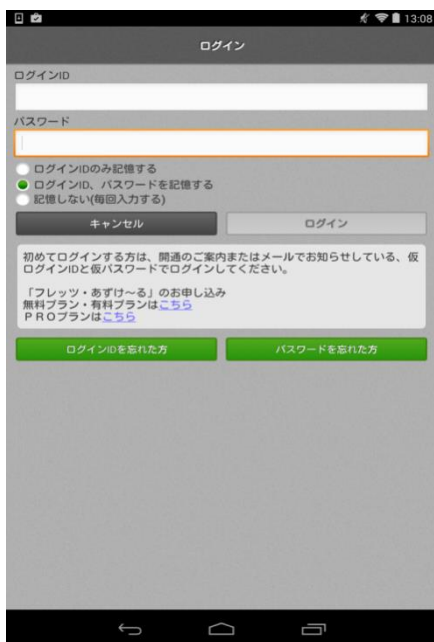 13:08
ログイン
ログインID
パスワード
ログインIDのみ記憶する
ログインID、パスワードを記憶する
記憶しない(毎回入力する)
キャンセル
ログイン
初めてログインする方は、開通のご案内またはメールでお知らせしている、仮
ログインIDと仮パスワードでログインしてください。
「フレッツ・あずけ～る」のお申し込み
無料プラン・有料プランはこちら
PROプランはこちら
ログインIDを忘れた方
パスワードを忘れた方